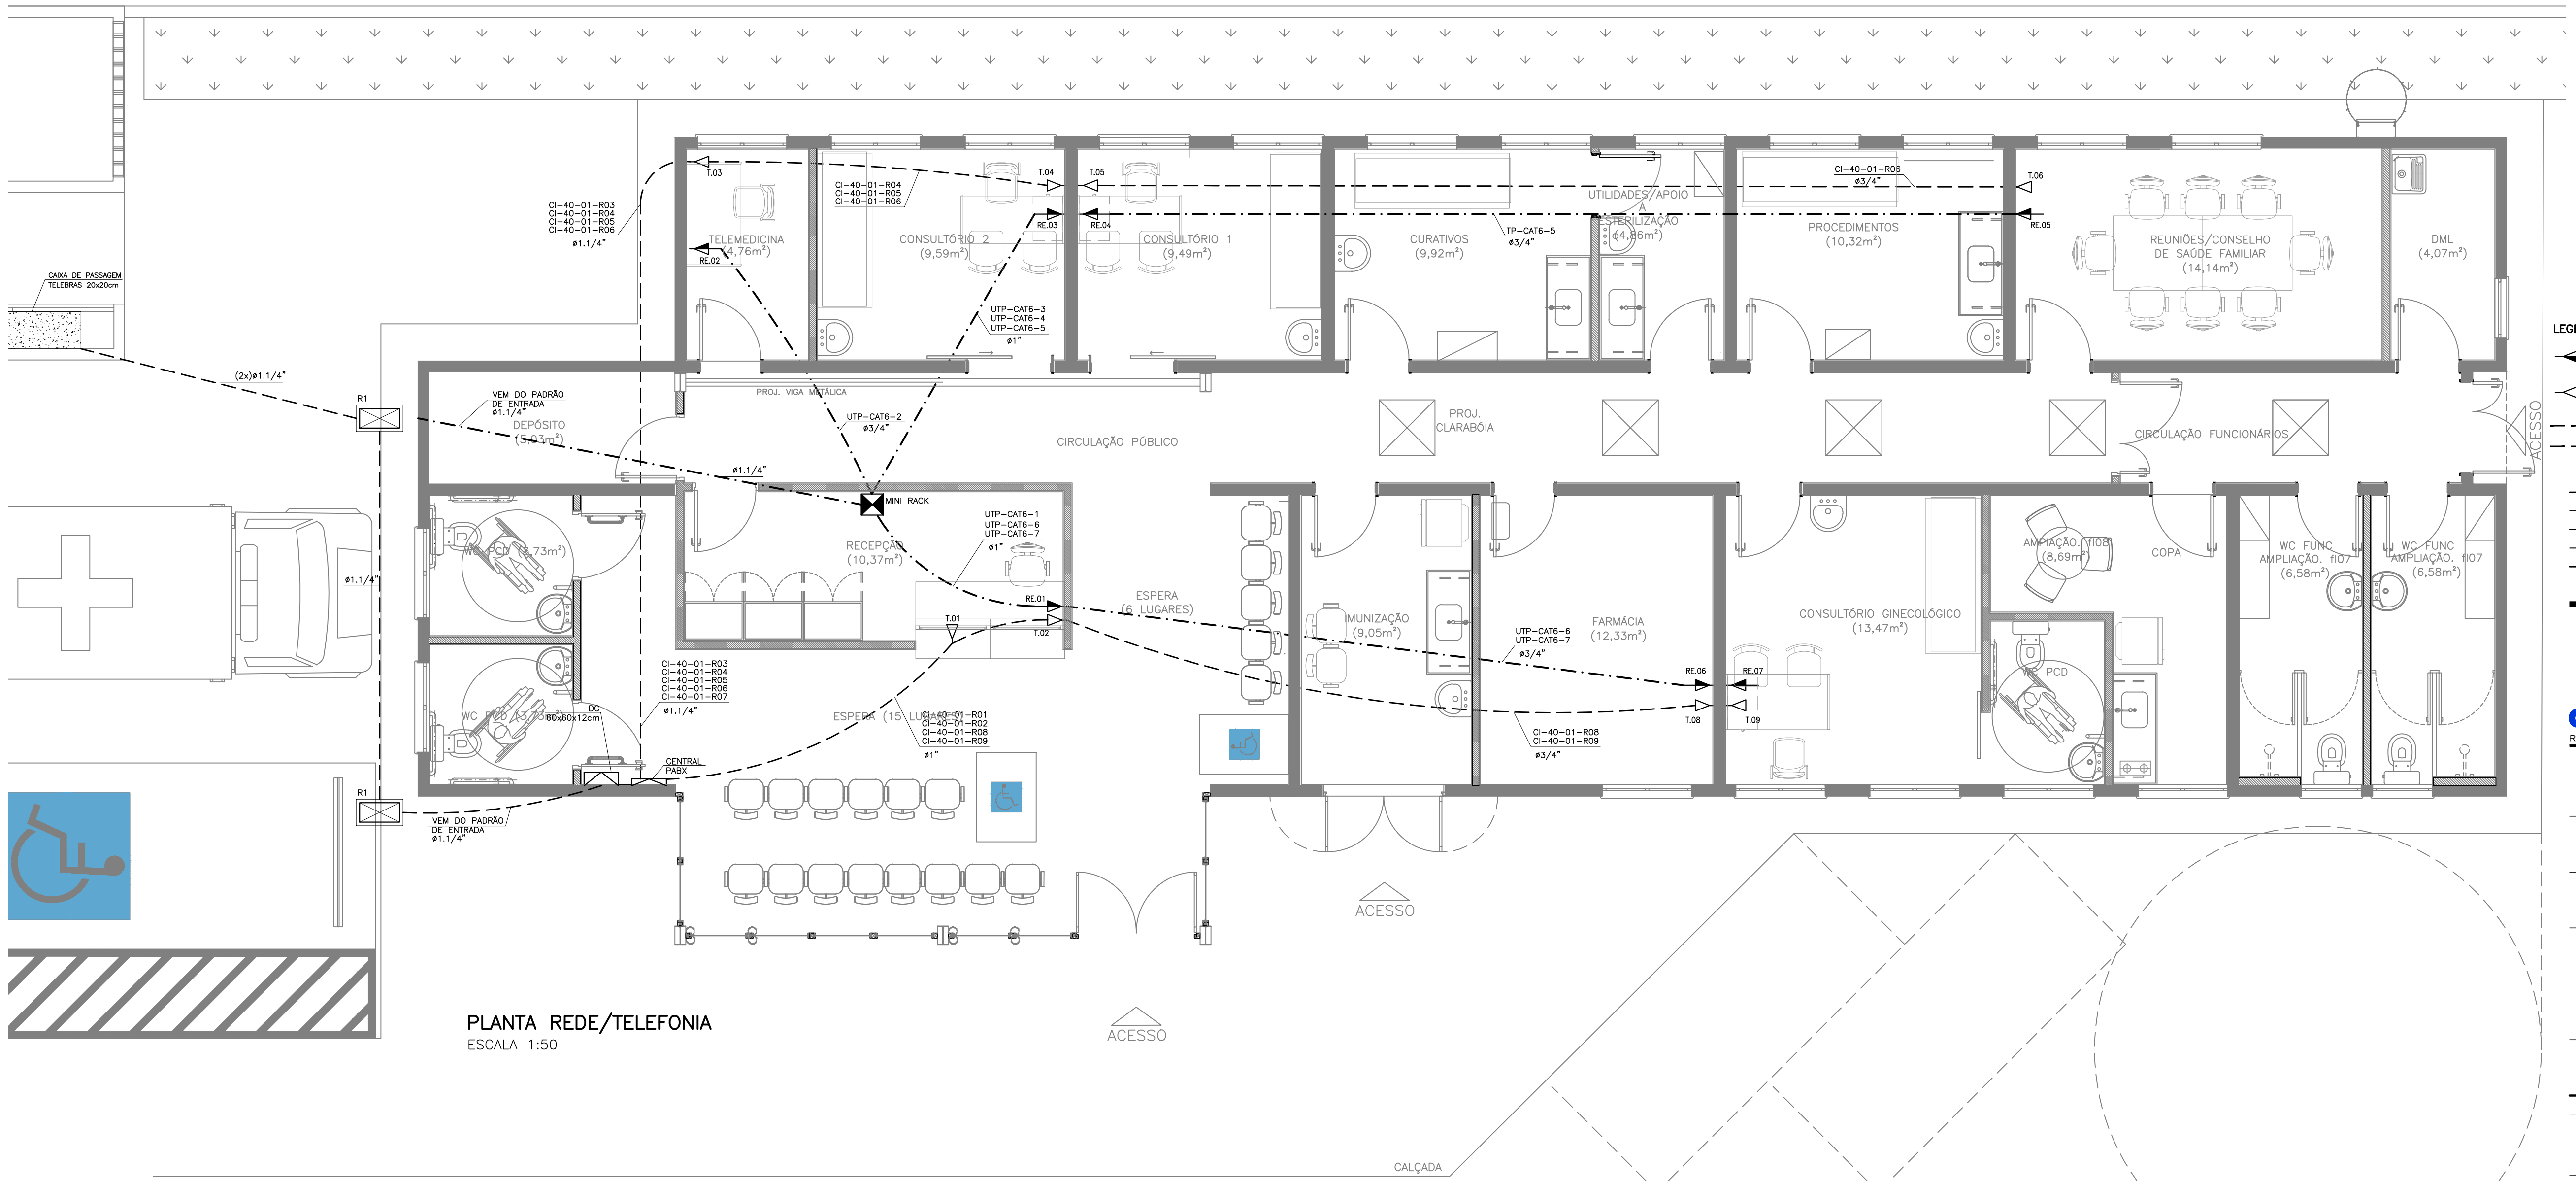 T.03
T.04
T.05
T.06
CI-40-01-R04
CI-40-01-R05
CI-40-01-R06
CI-40-01-R06
ø3/4"
CI-40-01-R03
CI-40-01-R04
CI-40-01-R05
CI-40-01-R06
ø1.1/4"
RE.02
RE.03
RE.04
RE.05
TELEMEDICINA
(4,76m²)
CONSULTÓRIO 2
(9,59m²)
CONSULTÓRIO 1
(9,49m²)
CURATIVOS
(9,92m²)
TP-CAT6-5
ø3/4"
UTILIDADES/APOIO
A
ESTERILIZAÇÃO
(4,86m²)
PROCEDIMENTOS
(10,32m²)
REUNIÕES/CONSELHO
DE SAÚDE FAMILIAR
(14,14m²)
DML
(4,07m²)
CAIXA DE PASSAGEM
TELEBRAS 20x20cm
UTP-CAT6-3
UTP-CAT6-4
UTP-CAT6-5
ø1"
(2x)ø1.1/4"
R1
VEM DO PADRÃO
DE ENTRADA
ø1.1/4"
DEPÓSITO
(5,03m²)
PROJ. VIGA METÁLICA
UTP-CAT6-2
ø3/4"
CIRCULAÇÃO PÚBLICO
PROJ.
CLARABÓIA
CIRCULAÇÃO FUNCIONÁRIOS
ACESSO
ø1.1/4"
MINI RACK
UTP-CAT6-1
UTP-CAT6-6
UTP-CAT6-7
ø1"
RECEPÇÃO
(10,37m²)
WC PCD (3,73m²)
ø1.1/4"
RE.01
T.01
T.02
ESPERA
(6 LUGARES)
MUNIZAÇÃO
(9,05m²)
FARMÁCIA
(12,33m²)
UTP-CAT6-6
UTP-CAT6-7
ø3/4"
CONSULTÓRIO GINECOLÓGICO
(13,47m²)
AMPIAÇÃO. fl08
(8,69m²)
COPA
WC FUNC
AMPLIAÇÃO. fl07
(6,58m²)
WC FUNC
AMPLIAÇÃO. fl07
(6,58m²)
WC PCD
RE.06
RE.07
T.08
T.09
CI-40-01-R03
CI-40-01-R04
CI-40-01-R05
CI-40-01-R06
CI-40-01-R07
ø1.1/4"
WC PCD (3,73m²)
DG
60x60x12cm
ESPERA (15 LUGARES)
CI-40-01-R01
CI-40-01-R02
CI-40-01-R08
CI-40-01-R09
ø1"
CI-40-01-R08
CI-40-01-R09
ø3/4"
CENTRAL
PABX
R1
VEM DO PADRÃO
DE ENTRADA
ø1.1/4"
ACESSO
ACESSO
PLANTA REDE/TELEFONIA
ESCALA 1:50
CALÇADA